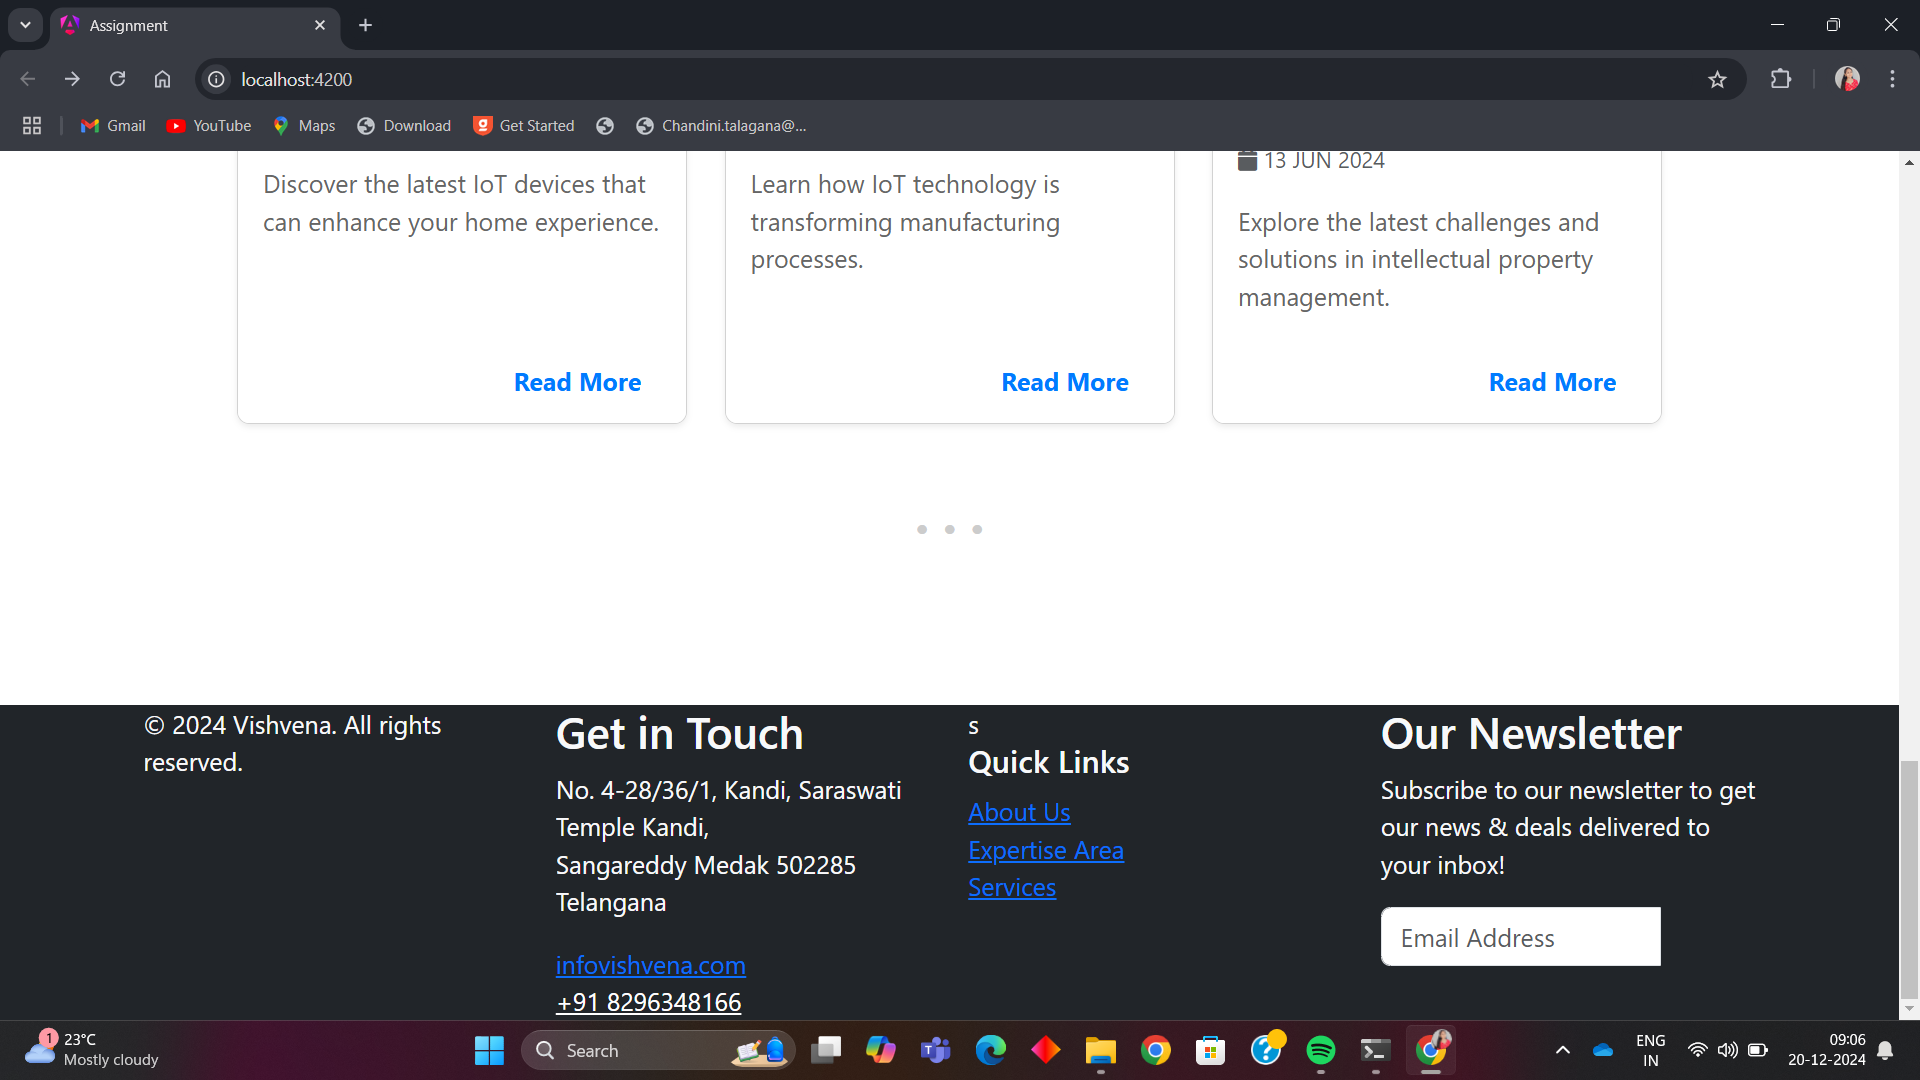 Assignment
localhost:4200
Gmail
YouTube
Maps
Download
Get Started
Chandini.talagana@...
Discover the latest IoT devices that
can enhance your home experience.
Read More
Learn how IoT technology is
transforming manufacturing
processes.
Read More
13 JUN 2024
Explore the latest challenges and
solutions in intellectual property
management.
Read More
© 2024 Vishvena. All rights
reserved.
Get in Touch
No. 4-28/36/1, Kandi, Saraswati
Temple Kandi,
Sangareddy Medak 502285
Telangana
infovishvena.com
+91 8296348166
s
Quick Links
About Us
Expertise Area
Services
Our Newsletter
Subscribe to our newsletter to get
our news & deals delivered to
your inbox!
Email Address
1
23°C
Mostly cloudy
Search
ENG
IN
09:06
20-12-2024